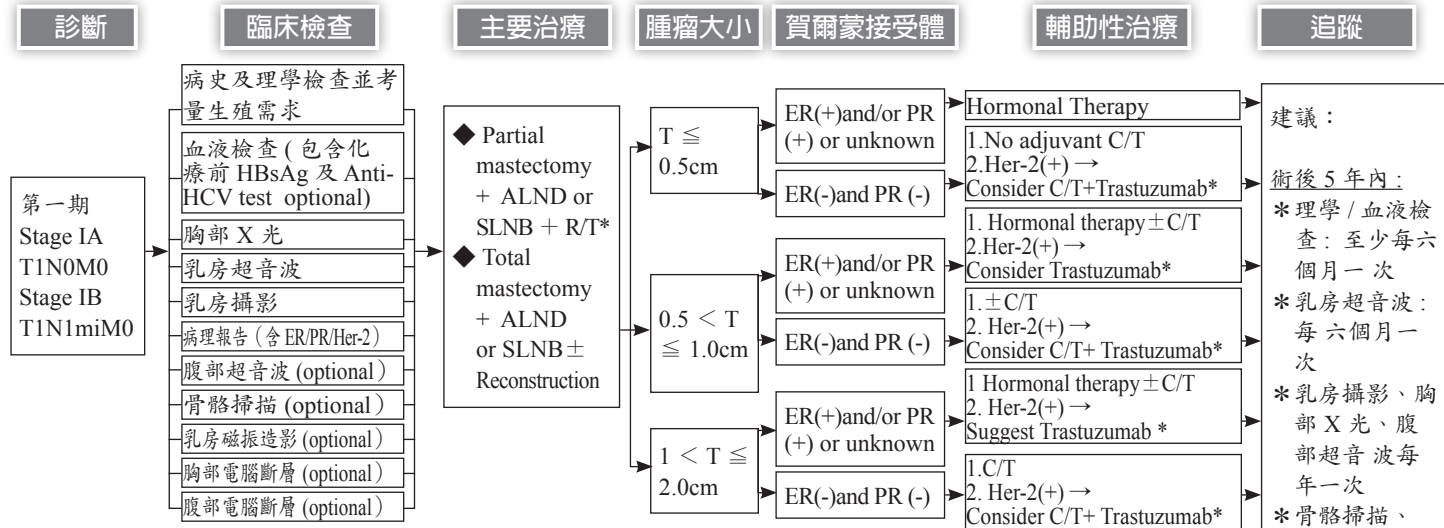 診斷
臨床檢查
主要治療
腫瘤大小
賀爾蒙接受體
輔助性治療
追蹤
第一期
Stage IA
T1N0M0
Stage IB
T1N1miM0
病史及理學檢查並考
量生殖需求
血液檢查 ( 包含化
療前 HBsAg 及 Anti-
HCV test optional)
胸部 X 光
乳房超音波
乳房攝影
病理報告（含 ER/PR/Her-2）
腹部超音波 (optional）
骨骼掃描 (optional）
乳房磁振造影 (optional）
胸部電腦斷層 (optional）
腹部電腦斷層 (optional）
◆ Partial
mastectomy
+ ALND or
SLNB + R/T*
◆ Total
mastectomy
+ ALND
or SLNB±
Reconstruction
T ≦
0.5cm
0.5 < T
≦ 1.0cm
1 < T ≦
2.0cm
ER(+)and/or PR
(+) or unknown
ER(-)and PR (-)
ER(+)and/or PR
(+) or unknown
ER(-)and PR (-)
ER(+)and/or PR
(+) or unknown
ER(-)and PR (-)
Hormonal Therapy
1.No adjuvant C/T
2.Her-2(+) →
Consider C/T+Trastuzumab*
1. Hormonal therapy±C/T
2.Her-2(+) →
Consider Trastuzumab*
1.±C/T
2. Her-2(+) →
Consider C/T+ Trastuzumab*
1 Hormonal therapy±C/T
2. Her-2(+) →
Suggest Trastuzumab *
1.C/T
2. Her-2(+) →
Consider C/T+ Trastuzumab*
建議：
術後 5 年內 :
＊理學 / 血液檢
查 : 至少每六
個月一 次
＊乳房超音波 :
每 六個月一
次
＊乳房攝影、胸
部 X 光、腹
部超音 波每
年一次
＊骨骼掃描、